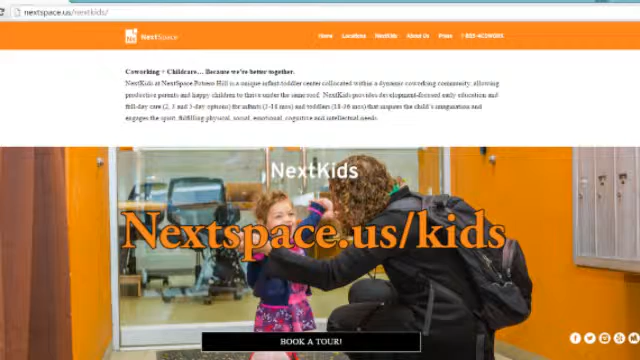 nextspace.us/nextkids/
NextSpace
Home Locations NextKids About Us Press 1-855-4COWORK
Coworking + Childcare... Because we're better together.
NextKids at NextSpace Potrero Hill is a unique infant-toddler center collocated within a dynamic coworking community, allowing
productive parents and happy children to thrive under the same roof. NextKids provides development-focused early education and
full-day care (2, 3 and 5-day options) for infants (3-18 mos) and toddlers (18-36 mos) that inspires the child's imagination and
engages the spirit, fulfilling physical, social, emotional, cognitive and intellectual needs.
NextKids
Nextspace.us/kids
BOOK A TOUR!